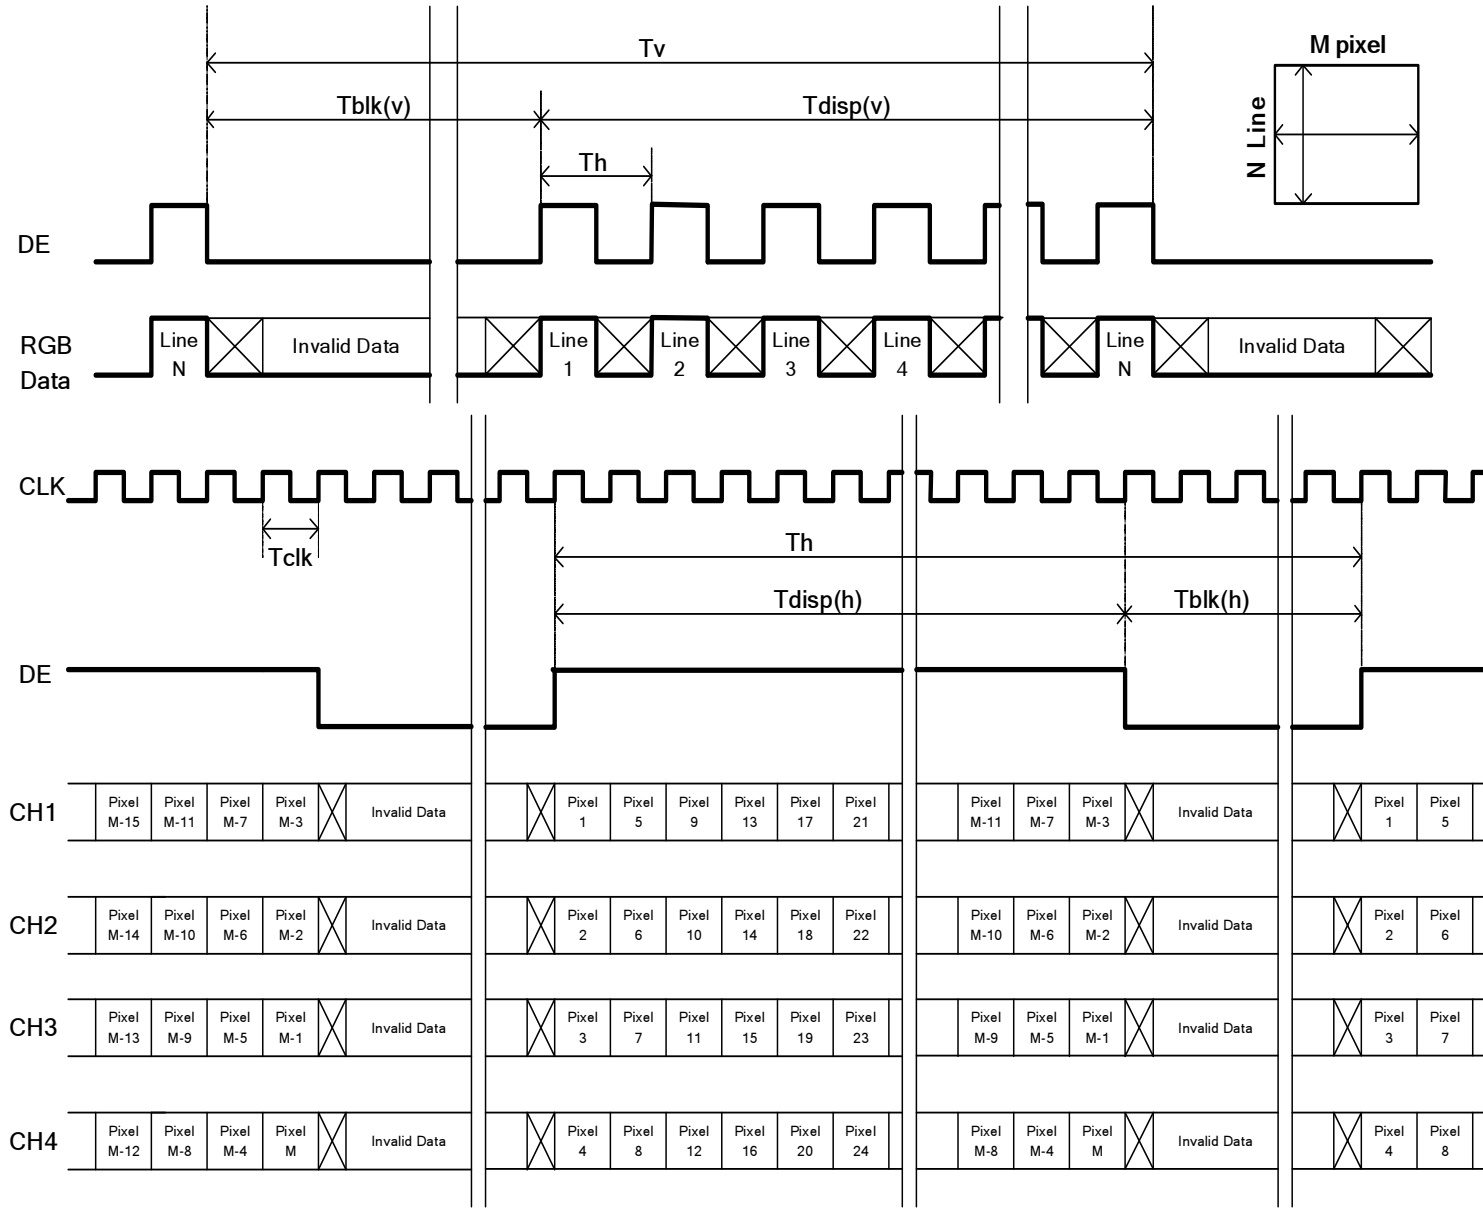 Tv
M pixel
Tblk(v)
Tdisp(v)
N Line
Th
DE
RGB
Data
Line
N
Invalid Data
Line
1
Line
2
Line
3
Line
4
Line
N
Invalid Data
CLK
Tclk
Th
Tdisp(h)
Tblk(h)
DE
CH1
Pixel
M-15
Pixel
M-11
Pixel
M-7
Pixel
M-3
Invalid Data
Pixel
1
Pixel
5
Pixel
9
Pixel
13
Pixel
17
Pixel
21
Pixel
M-11
Pixel
M-7
Pixel
M-3
Invalid Data
Pixel
1
Pixel
5
CH2
Pixel
M-14
Pixel
M-10
Pixel
M-6
Pixel
M-2
Invalid Data
Pixel
2
Pixel
6
Pixel
10
Pixel
14
Pixel
18
Pixel
22
Pixel
M-10
Pixel
M-6
Pixel
M-2
Invalid Data
Pixel
2
Pixel
6
CH3
Pixel
M-13
Pixel
M-9
Pixel
M-5
Pixel
M-1
Invalid Data
Pixel
3
Pixel
7
Pixel
11
Pixel
15
Pixel
19
Pixel
23
Pixel
M-9
Pixel
M-5
Pixel
M-1
Invalid Data
Pixel
3
Pixel
7
CH4
Pixel
M-12
Pixel
M-8
Pixel
M-4
Pixel
M
Invalid Data
Pixel
4
Pixel
8
Pixel
12
Pixel
16
Pixel
20
Pixel
24
Pixel
M-8
Pixel
M-4
Pixel
M
Invalid Data
Pixel
4
Pixel
8